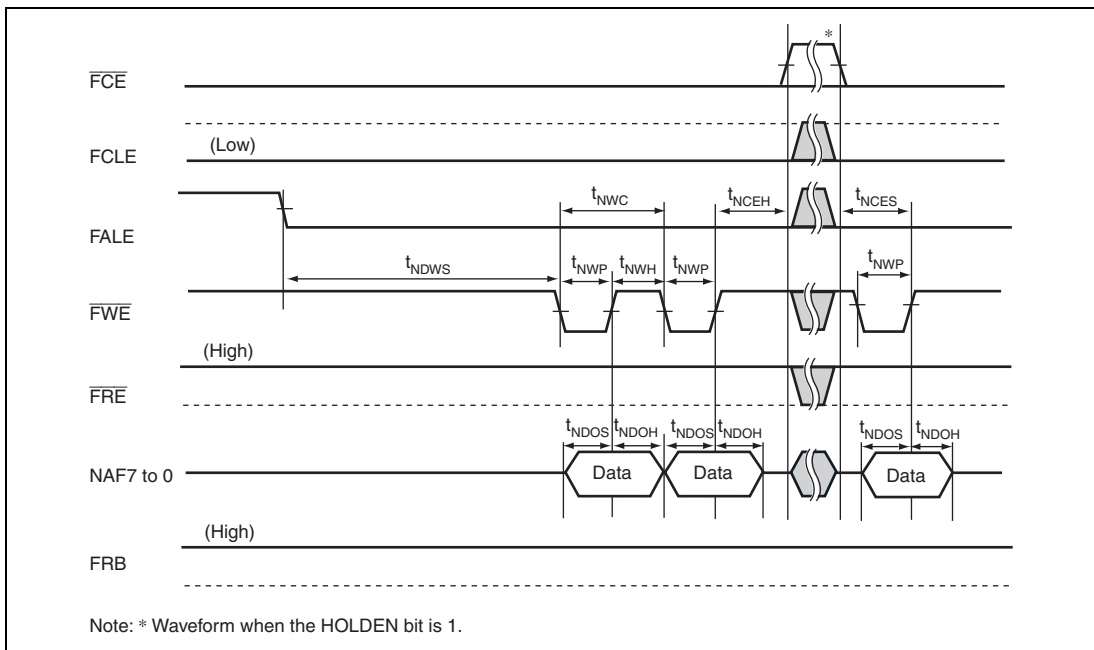 *
FCE
(Low)
FCLE
tNWC
tNCEH
tNCES
FALE
tNDWS
tNWP
tNWH
tNWP
tNWP
FWE
(High)
FRE
tNDOS
tNDOH
tNDOS
tNDOH
tNDOS
tNDOH
NAF7 to 0
Data
Data
Data
(High)
FRB
Note: * Waveform when the HOLDEN bit is 1.